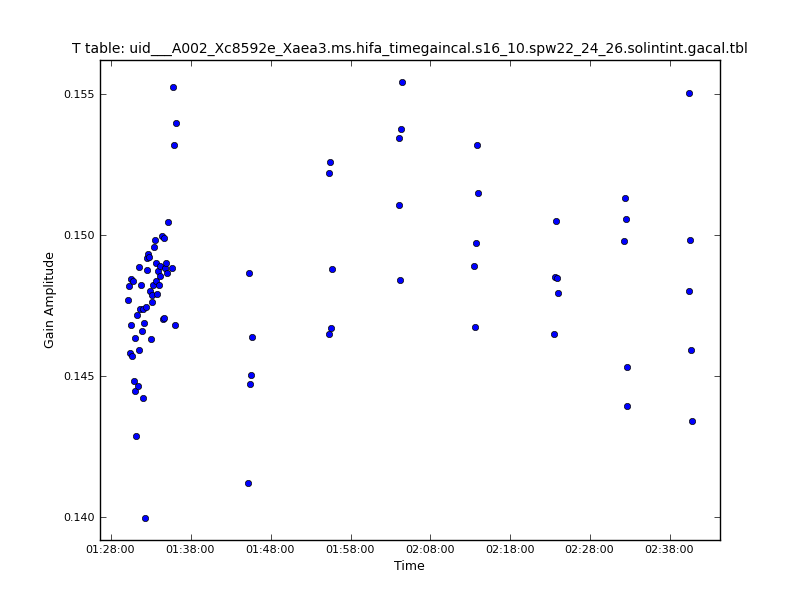 T table: uid___A002_Xc8592e_Xaea3.ms.hifa_timegaincal.s16_10.spw22_24_26.solintint.gacal.tbl
0.155
0.150
0.145
0.140
Gain Amplitude
01:28:00 01:38:00 01:48:00 01:58:00 02:08:00 02:18:00 02:28:00 02:38:00
Time